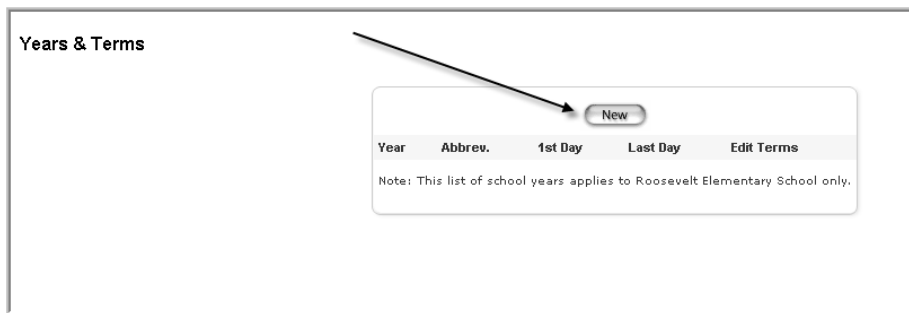 Years & Terms
New
Year Abbrev. 1st Day Last Day Edit Terms
Note: This list of school years applies to Roosevelt Elementary School only.